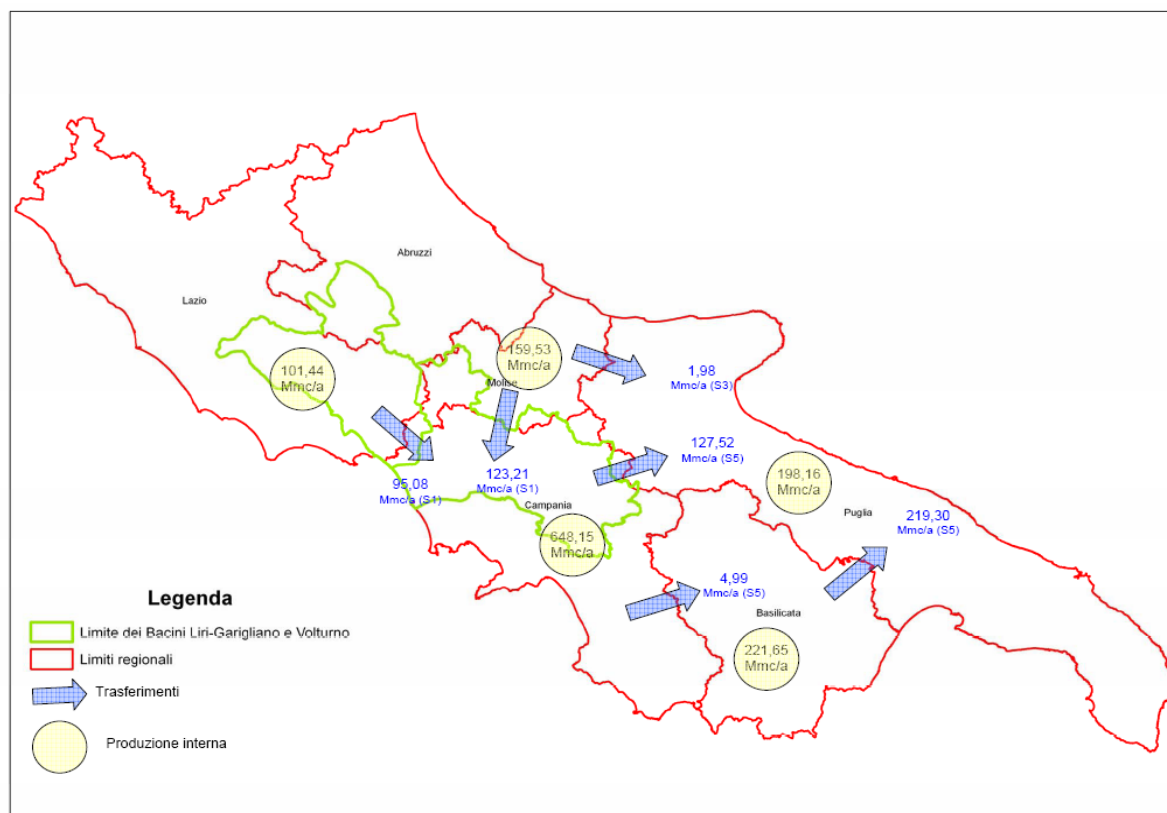 Abruzzi
Lazio
159,53
Mmc/a
101,44
Mmc/a
1,98
Mmc/a (S3)
Molise
127,52
Mmc/a (S5)
123,21
Mmc/a (S1)
95,08
Mmc/a (S1)
198,16
Mmc/a
Campania
Puglia
219,30
Mmc/a (S5)
648,15
Mmc/a
4,99
Mmc/a (S5)
Basilicata
221,65
Mmc/a
Legenda
Limite dei Bacini Liri-Garigliano e Volturno
Limiti regionali
Trasferimenti
Produzione interna